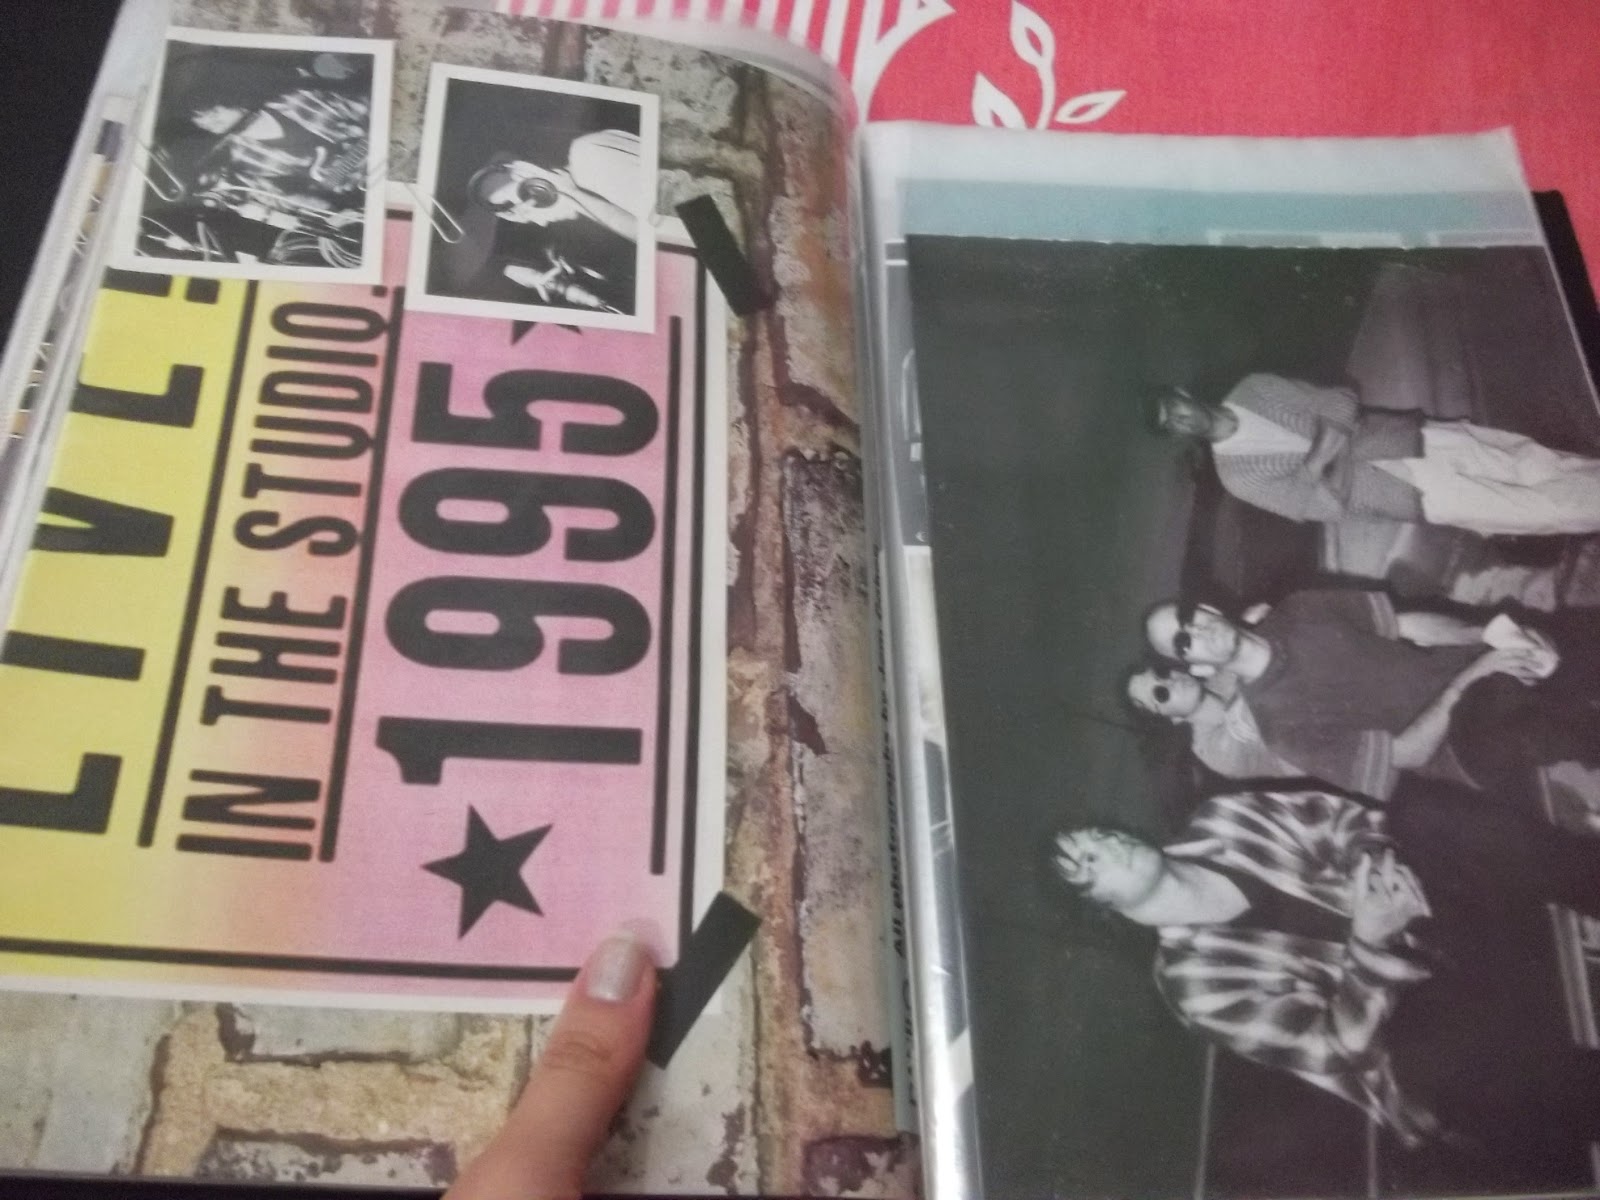 LIVE!
IN THE STUDIO.
1995